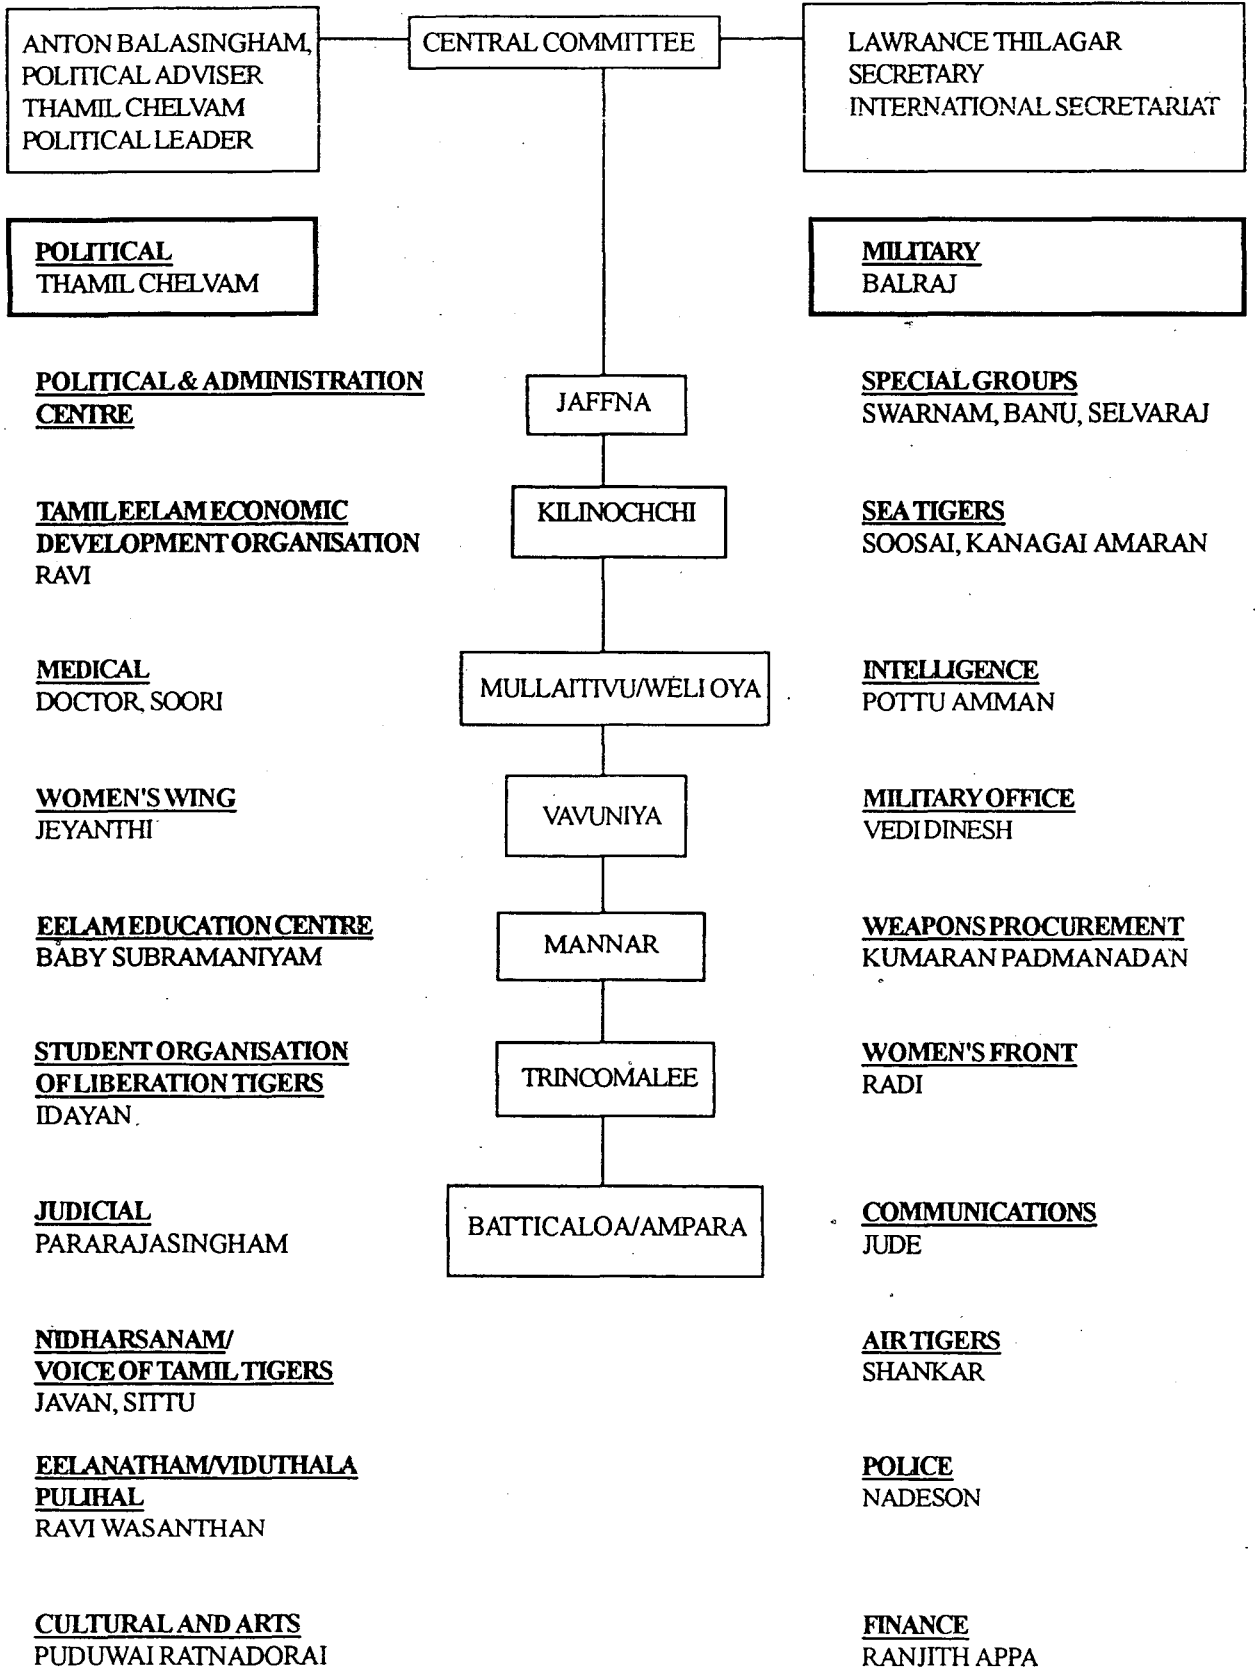 ANTON BALASINGHAM,
POLITICAL ADVISER
THAMIL CHELVAM
POLITICAL LEADER
CENTRAL COMMITTEE
LAWRANCE THILAGAR
SECRETARY
INTERNATIONAL SECRETARIAT
POLITICAL
THAMIL CHELVAM
MILITARY
BALRAJ
POLITICAL & ADMINISTRATION
CENTRE
JAFFNA
SPECIAL GROUPS
SWARNAM, BANU, SELVARAJ
TAMIL EELAM ECONOMIC
DEVELOPMENT ORGANISATION
RAVI
KILINOCHCHI
SEA TIGERS
SOOSAI, KANAGAI AMARAN
MEDICAL
DOCTOR, SOORI
MULLAITIVU/WELI OYA
INTELLIGENCE
POTTU AMMAN
WOMEN'S WING
JEYANTHI
VAVUNIYA
MILITARY OFFICE
VEDI DINESH
EELAM EDUCATION CENTRE
BABY SUBRAMANIYAM
MANNAR
WEAPONS PROCUREMENT
KUMARAN PADMANADAN
STUDENT ORGANISATION
OF LIBERATION TIGERS
IDAYAN
TRINCOMALEE
WOMEN'S FRONT
RADI
JUDICIAL
PARARAJASINGHAM
BATTICALOA/AMPARA
COMMUNICATIONS
JUDE
NIDHARSANAM/
VOICE OF TAMIL TIGERS
JAVAN, SITTU
AIR TIGERS
SHANKAR
EELANATHAM/VIDUTHALA
PULIHAL
RAVI WASANTHAN
POLICE
NADESON
CULTURAL AND ARTS
PUDUWAI RATNADORAI
FINANCE
RANJITH APPA